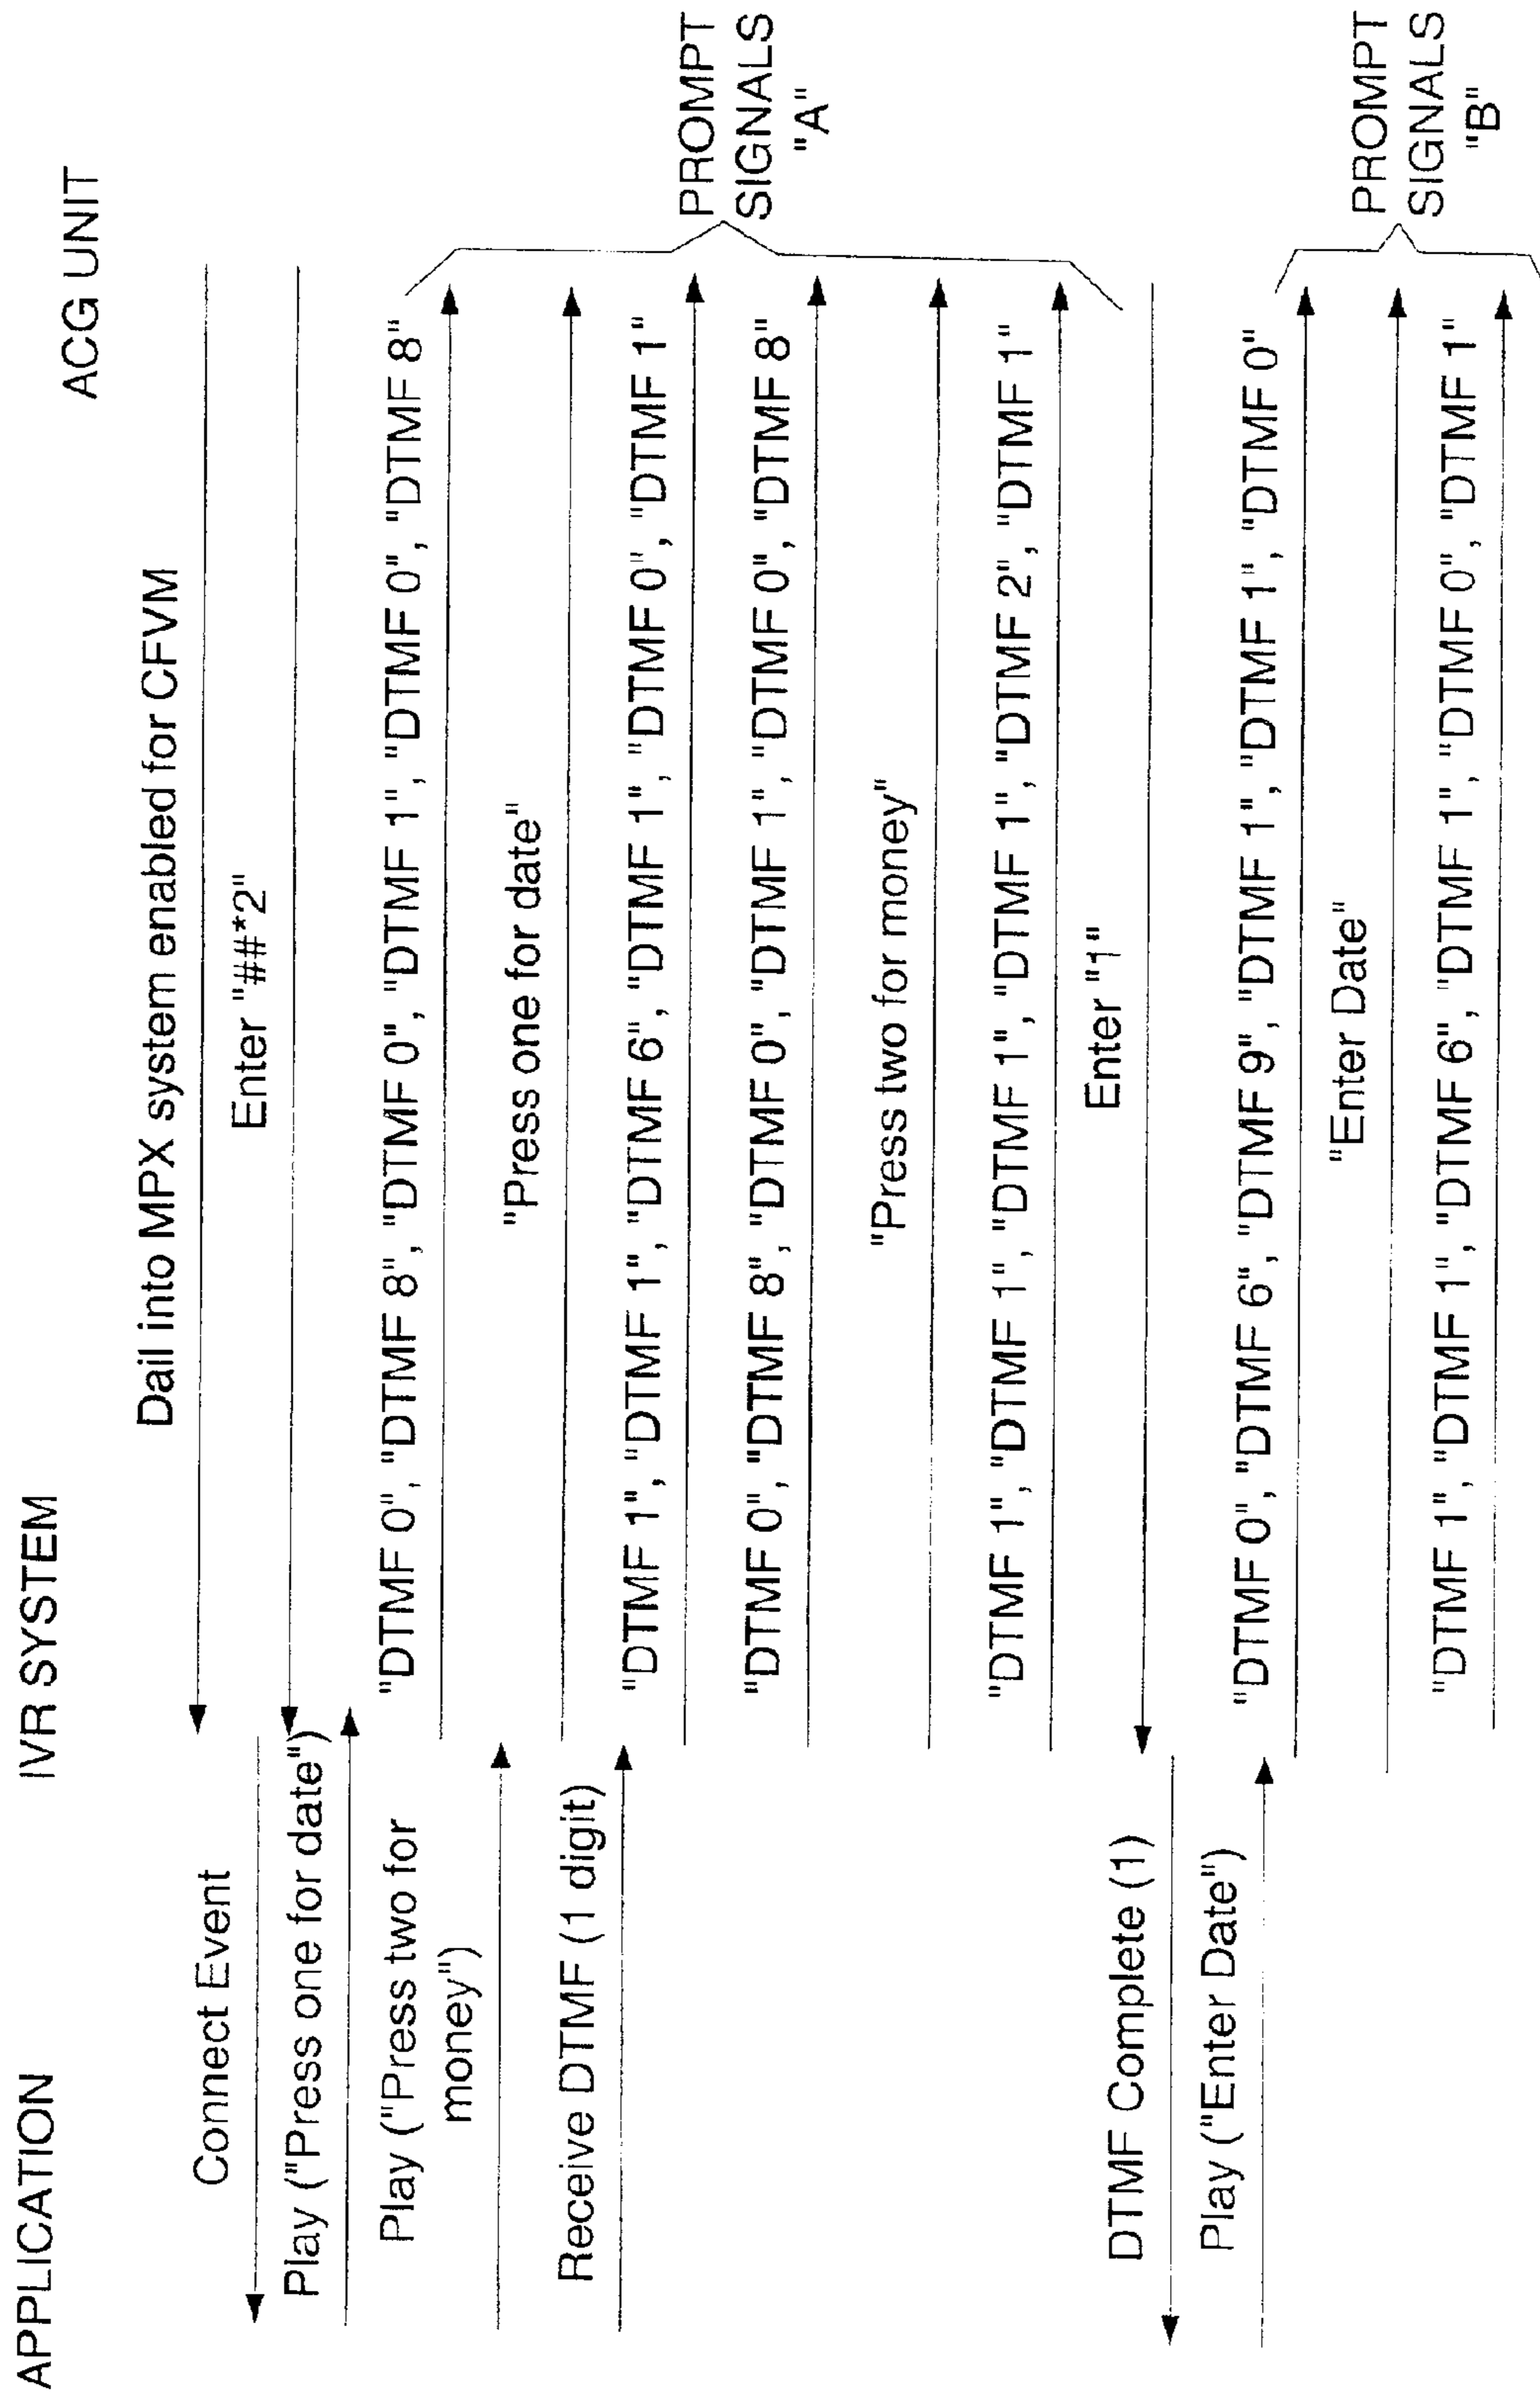 APPLICATION
IVR SYSTEM
ACG UNIT
Dail into MPX system enabled for CFVM
Connect Event
Enter "##*2"
Play ("Press one for date")
"DTMF 0", "DTMF 8", "DTMF 0", "DTMF 1", "DTMF 0", "DTMF 8"
Play ("Press two for
money")
"Press one for date"
Receive DTMF (1 digit)
"DTMF 1", "DTMF 1", "DTMF 6", "DTMF 1", "DTMF 0", "DTMF 1"
PROMPT
SIGNALS
"A"
"DTMF 0", "DTMF 8", "DTMF 0", "DTMF 1", "DTMF 0", "DTMF 8"
"Press two for money"
"DTMF 1", "DTMF 1", "DTMF 1", "DTMF 1", "DTMF 2", "DTMF 1"
Enter "1"
DTMF Complete (1)
Play ("Enter Date")
"DTMF 0", "DTMF 6", "DTMF 9", "DTMF 1", "DTMF 1", "DTMF 0"
"Enter Date"
PROMPT
SIGNALS
"B"
"DTMF 1", "DTMF 1", "DTMF 6", "DTMF 1", "DTMF 0", "DTMF 1"